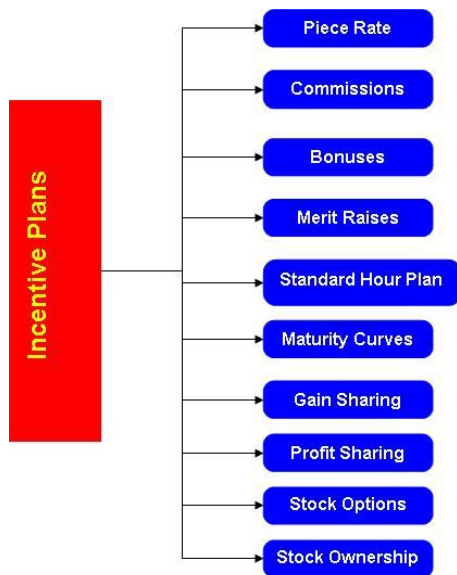 Incentive Plans
Piece Rate
Commissions
Bonuses
Merit Raises
Standard Hour Plan
Maturity Curves
Gain Sharing
Profit Sharing
Stock Options
Stock Ownership